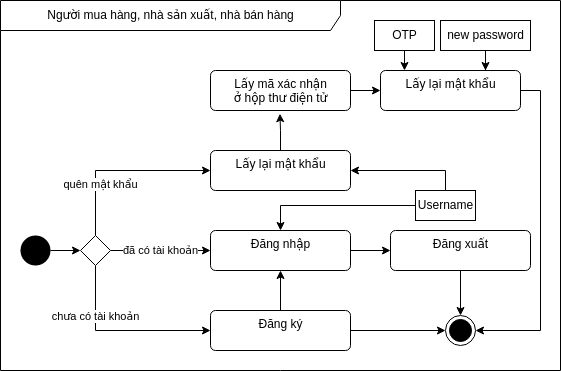 Người mua hàng, nhà sản xuất, nhà bán hàng
OTP
new password
Lấy mã xác nhận
ở hộp thư điện tử
Lấy lại mật khẩu
Lấy lại mật khẩu
quên mật khẩu
Username
đã có tài khoản
Đăng nhập
Đăng xuất
chưa có tài khoản
Đăng ký